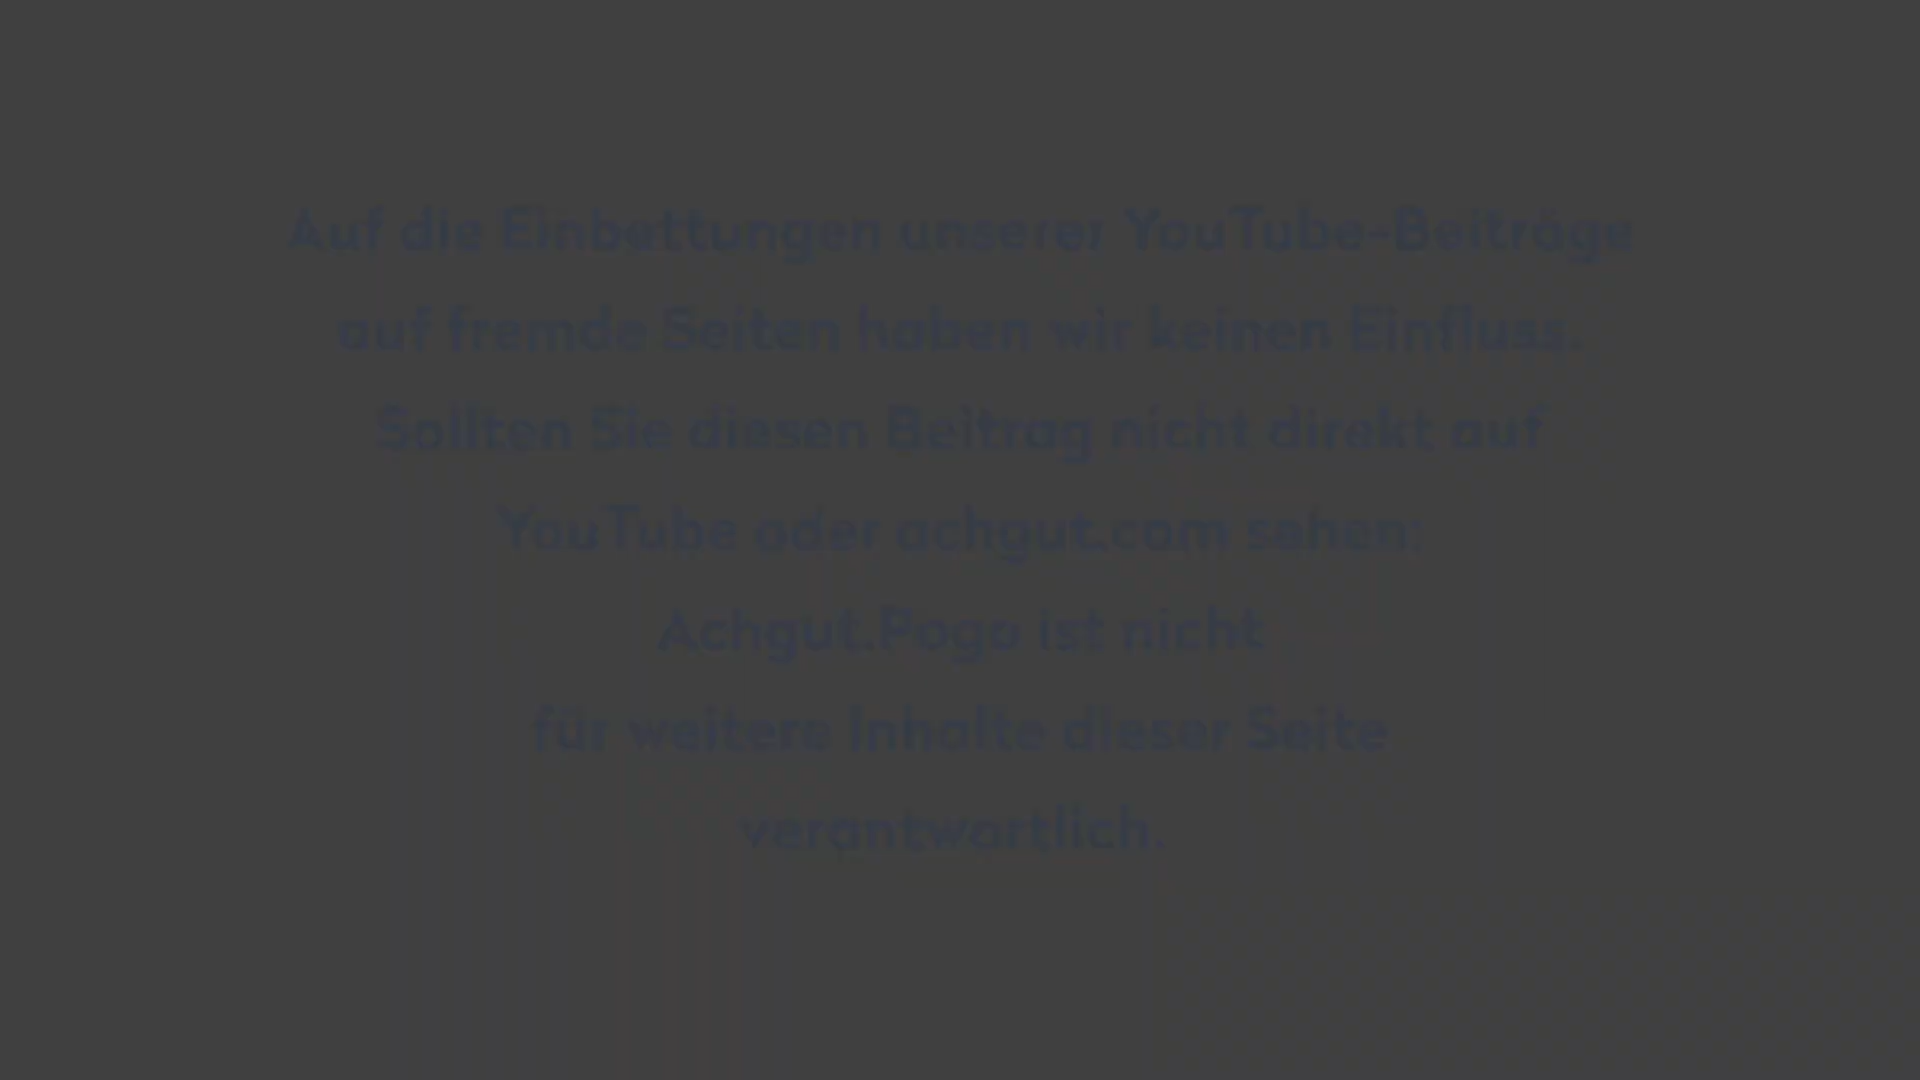 Auf die Einbettungen unserer YouTube-Beiträge
auf fremde Seiten haben wir keinen Einfluss.
Sollten Sie diesen Beitrag nicht direkt auf
YouTube oder achgut.com sehen:
Achgut.Pogo ist nicht
für weitere Inhalte dieser Seite
verantwortlich.